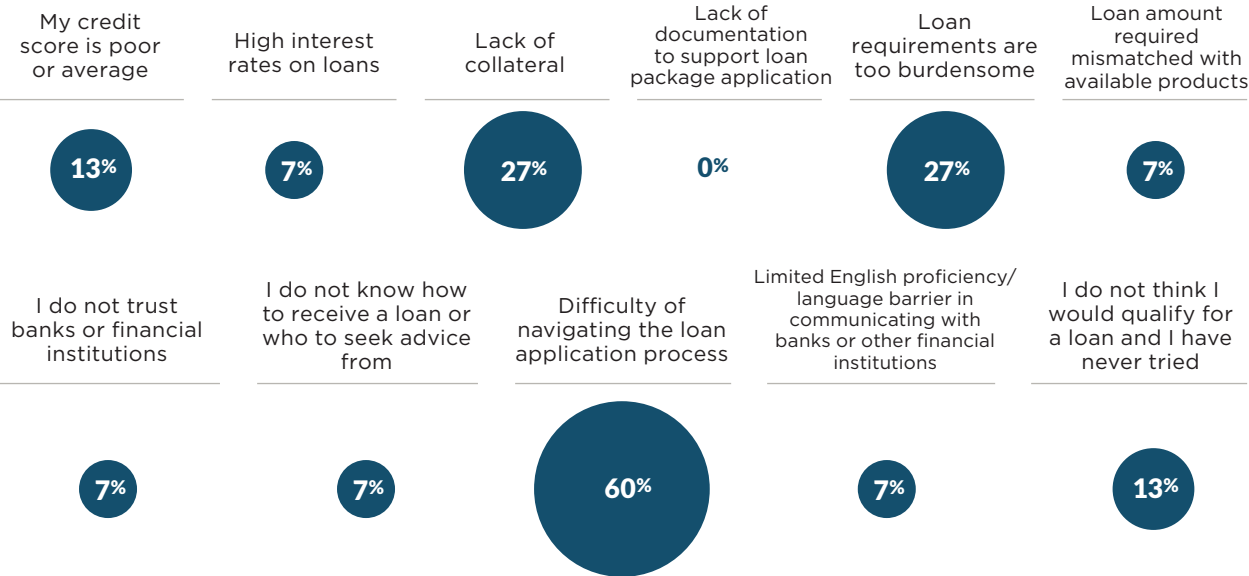 My credit
score is poor
or average
High interest
rates on loans
Lack of
collateral
Lack of
documentation
to support loan
package application
Loan
requirements are
too burdensome
Loan amount
required
mismatched with
available products
13%
7%
27%
0%
27%
7%
I do not trust
banks or financial
institutions
I do not know how
to receive a loan or
who to seek advice
from
Difficulty of
navigating the loan
application process
Limited English proficiency/
language barrier in
communicating with
banks or other financial
institutions
I do not think I
would qualify for
a loan and I have
never tried
7%
7%
60%
7%
13%